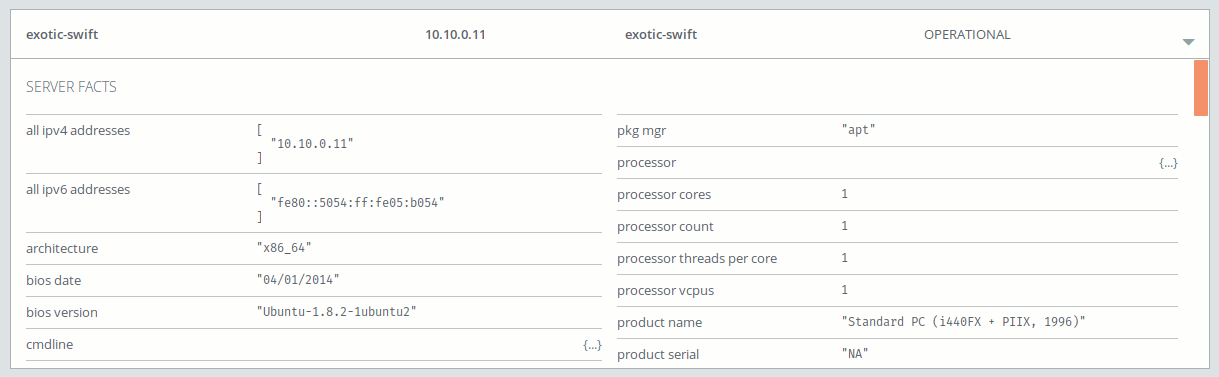 exotic-swift 10.10.0.11 exotic-swift OPERATIONAL
SERVER FACTS
all ipv4 addresses [
"10.10.0.11"
]
all ipv6 addresses [
"fe80::5054:ff:fe05:b054"
]
architecture "x86_64"
bios date "04/01/2014"
bios version "Ubuntu-1.8.2-1ubuntu2"
cmdline {...}
pkg mgr "apt"
processor {...}
processor cores 1
processor count 1
processor threads per core 1
processor vcpus 1
product name "Standard PC (i440FX + PIIX, 1996)"
product serial "NA"